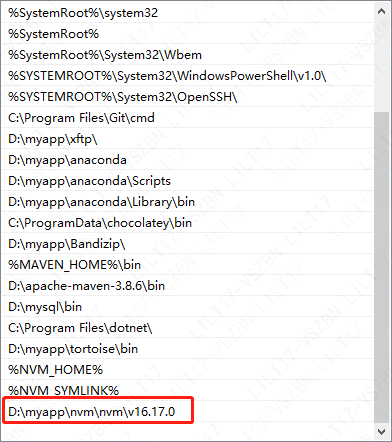 %SystemRoot%\system32
%SystemRoot%
%SystemRoot%\System32\Wbem
%SYSTEMROOT%\System32\WindowsPowerShell\v1.0\
%SYSTEMROOT%\System32\OpenSSH\
C:\Program Files\Git\cmd
D:\myapp\xftp\
D:\myapp\anaconda
D:\myapp\anaconda\Scripts
D:\myapp\anaconda\Library\bin
C:\ProgramData\chocolatey\bin
D:\myapp\Bandizip\
%MAVEN_HOME%\bin
D:\apache-maven-3.8.6\bin
D:\mysql\bin
C:\Program Files\dotnet\
D:\myapp\tortoise\bin
%NVM_HOME%
%NVM_SYMLINK%
D:\myapp\nvm\nvm\v16.17.0